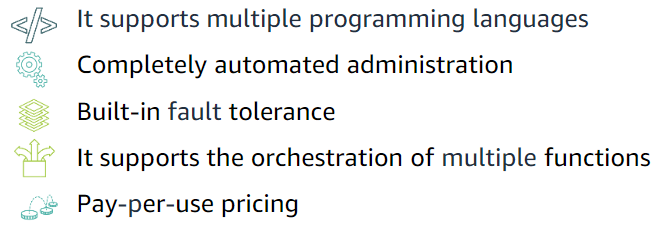 It supports multiple programming languages
Completely automated administration
Built-in fault tolerance
It supports the orchestration of multiple functions
Pay-per-use pricing